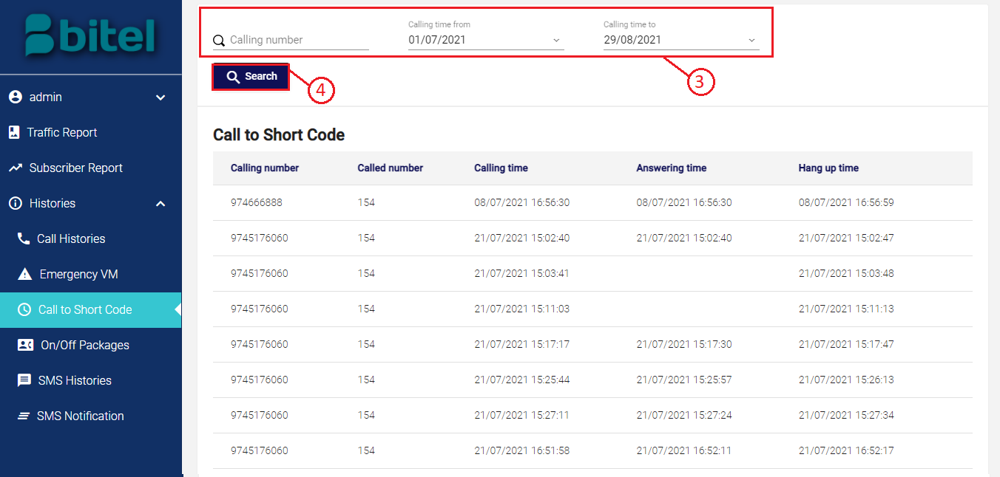 bitel
admin
Traffic Report
Subscriber Report
Histories
Call Histories
Emergency VM
Call to Short Code
On/Off Packages
SMS Histories
SMS Notification
Calling number
Calling time from
01/07/2021
Calling time to
29/08/2021
3
Search
4
Call to Short Code
Calling number Called number Calling time Answering time Hang up time
974666888 154 08/07/2021 16:56:30 08/07/2021 16:56:30 08/07/2021 16:56:59
9745176060 154 21/07/2021 15:02:40 21/07/2021 15:02:40 21/07/2021 15:02:47
9745176060 154 21/07/2021 15:03:41 21/07/2021 15:03:48
9745176060 154 21/07/2021 15:11:03 21/07/2021 15:11:13
9745176060 154 21/07/2021 15:17:17 21/07/2021 15:17:30 21/07/2021 15:17:47
9745176060 154 21/07/2021 15:25:44 21/07/2021 15:25:57 21/07/2021 15:26:13
9745176060 154 21/07/2021 15:27:11 21/07/2021 15:27:24 21/07/2021 15:27:34
9745176060 154 21/07/2021 16:51:58 21/07/2021 16:52:11 21/07/2021 16:52:17